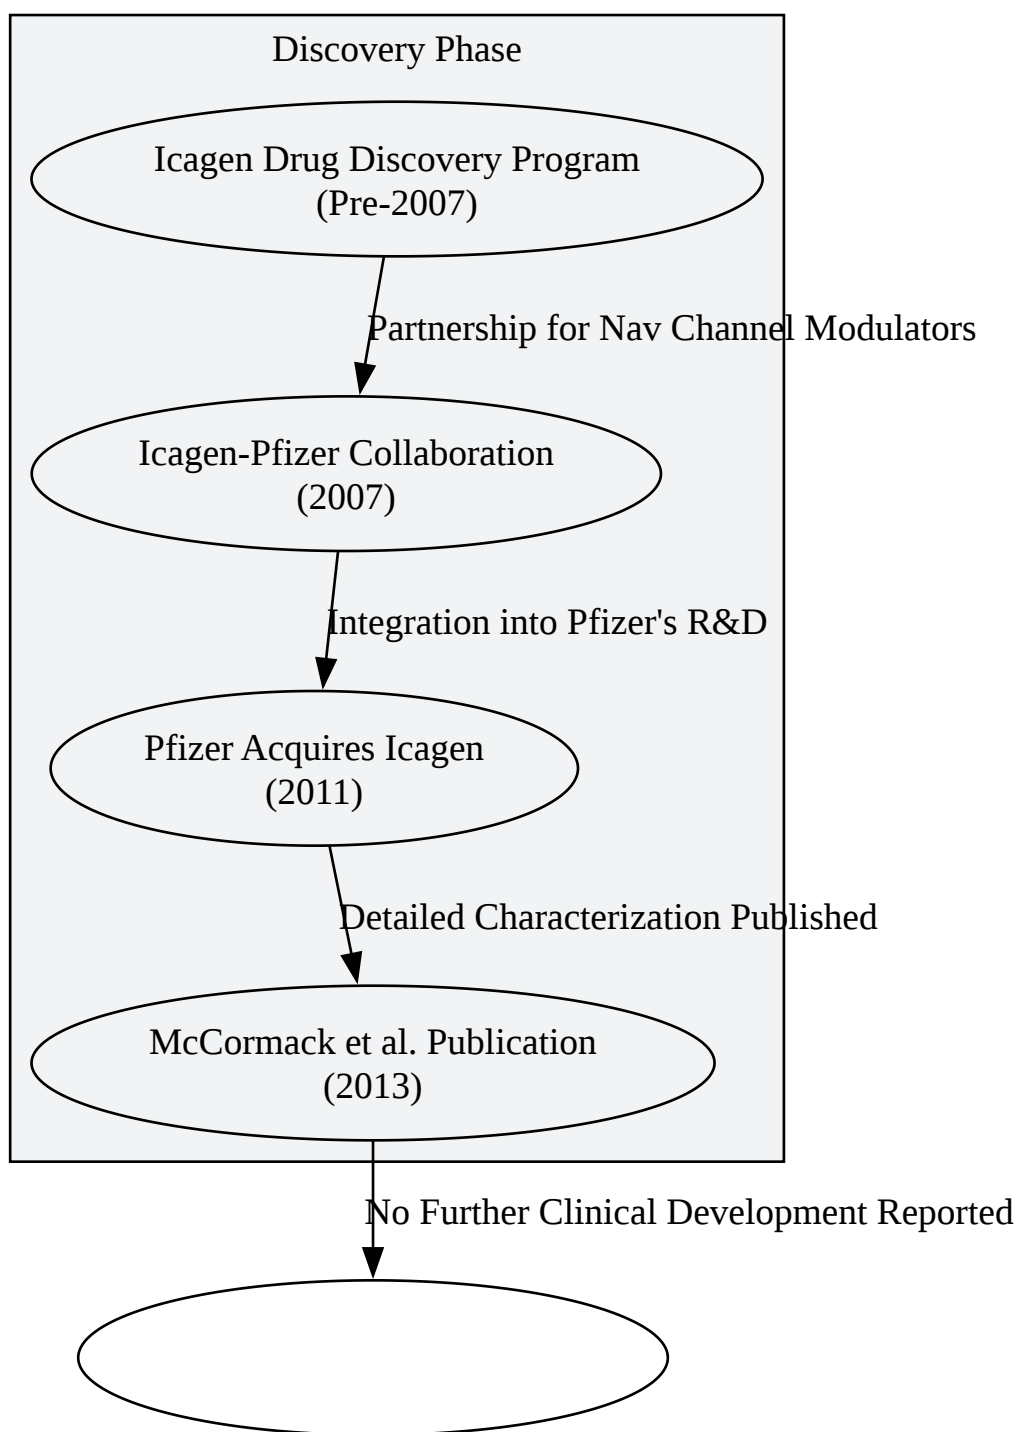 Discovery Phase
Icagen Drug Discovery Program
(Pre-2007)
Partnership for Nav Channel Modulators
Icagen-Pfizer Collaboration
(2007)
Integration into Pfizer's R&D
Pfizer Acquires Icagen
(2011)
Detailed Characterization Published
McCormack et al. Publication
(2013)
No Further Clinical Development Reported